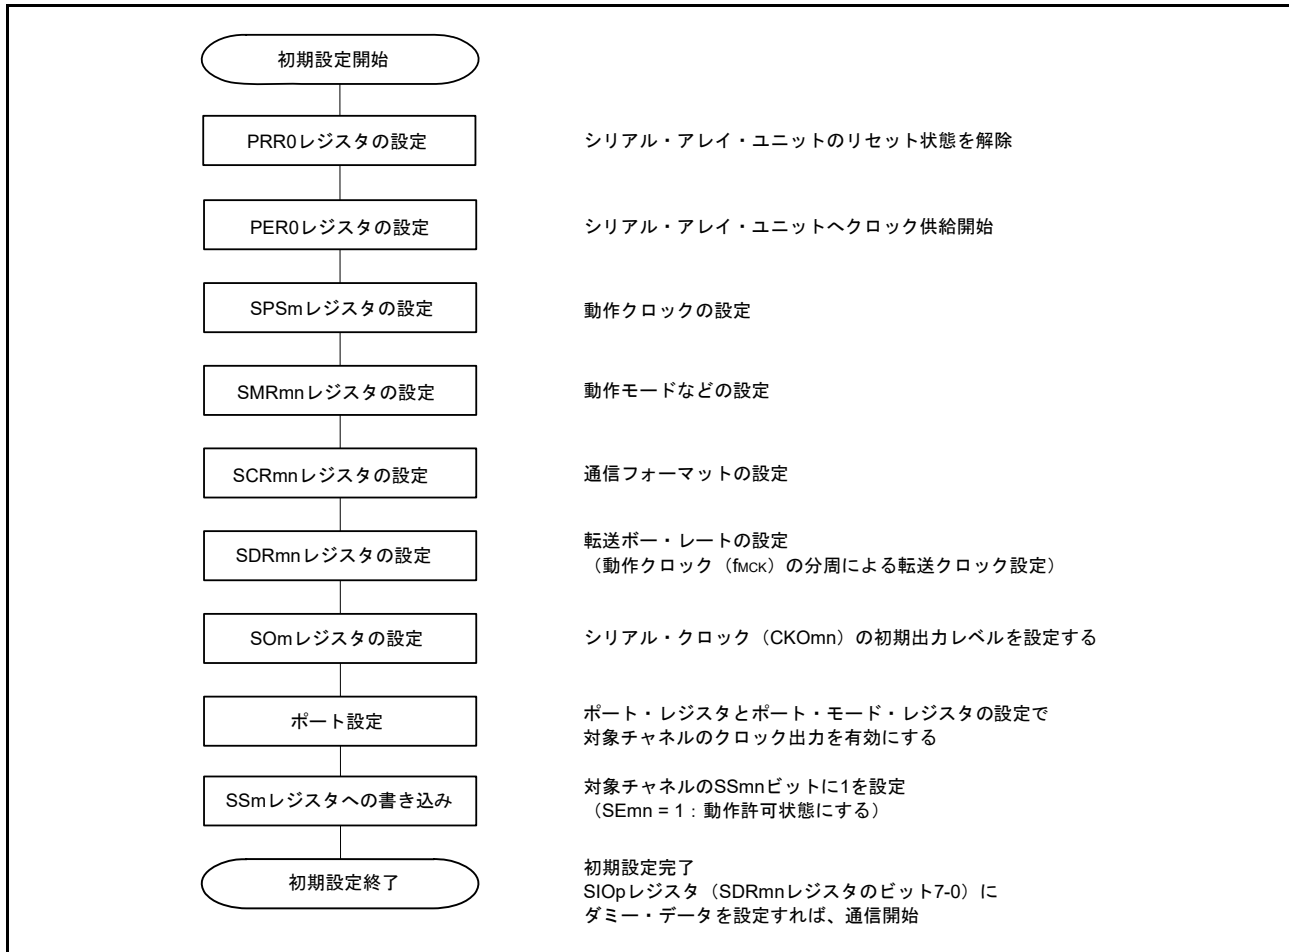 初期設定開始
PRR0レジスタの設定
シリアル・アレイ・ユニットのリセット状態を解除
PER0レジスタの設定
シリアル・アレイ・ユニットへクロック供給開始
SPSmレジスタの設定
動作クロックの設定
SMRmnレジスタの設定
動作モードなどの設定
SCRmnレジスタの設定
通信フォーマットの設定
SDRmnレジスタの設定
転送ボー・レートの設定
（動作クロック（fMCK）の分周による転送クロック設定）
SOmレジスタの設定
シリアル・クロック（CKOmn）の初期出力レベルを設定する
ポート設定
ポート・レジスタとポート・モード・レジスタの設定で
対象チャネルのクロック出力を有効にする
SSmレジスタへの書き込み
対象チャネルのSSmnビットに1を設定
（SEmn = 1：動作許可状態にする）
初期設定終了
初期設定完了
SIOpレジスタ（SDRmnレジスタのビット7-0）に
ダミー・データを設定すれば、通信開始